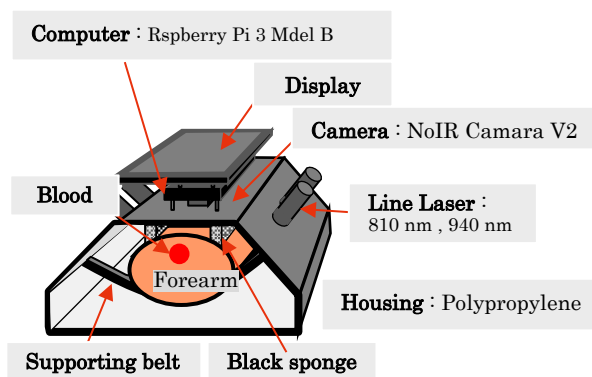 Computer : Rspberry Pi 3 Mdel B
Display
Camera : NoIR Camara V2
Blood
Line Laser :
810 nm , 940 nm
Forearm
Housing : Polypropylene
Supporting belt
Black sponge